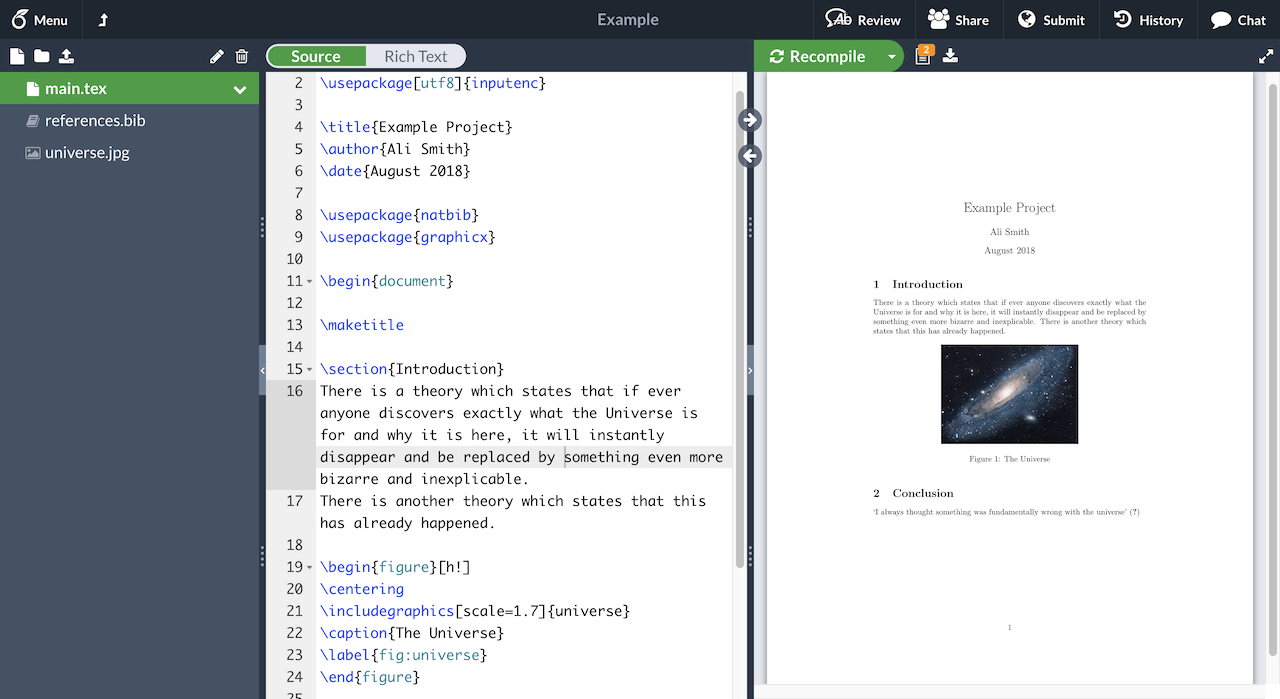 Menu
Example
Review
Share
Submit
History
Chat
Source
Rich Text
Recompile
2
main.tex
references.bib
universe.jpg
2 \usepackage[utf8]{inputenc}
3
4 \title{Example Project}
5 \author{Ali Smith}
6 \date{August 2018}
7
8 \usepackage{natbib}
9 \usepackage{graphicx}
10
11 \begin{document}
12
13 \maketitle
14
15 \section{Introduction}
16 There is a theory which states that if ever
anyone discovers exactly what the Universe is
for and why it is here, it will instantly
disappear and be replaced by something even more
bizarre and inexplicable.
17 There is another theory which states that this
has already happened.
18
19 \begin{figure}[h!]
20 \centering
21 \includegraphics[scale=1.7]{universe}
22 \caption{The Universe}
23 \label{fig:universe}
24 \end{figure}
25
Example Project
Ali Smith
August 2018
1 Introduction
There is a theory which states that if ever anyone discovers exactly what the
Universe is for and why it is here, it will instantly disappear and be replaced by
something even more bizarre and inexplicable. There is another theory which
states that this has already happened.
Figure 1: The Universe
2 Conclusion
‘I always thought something was fundamentally wrong with the universe’ (?)
1